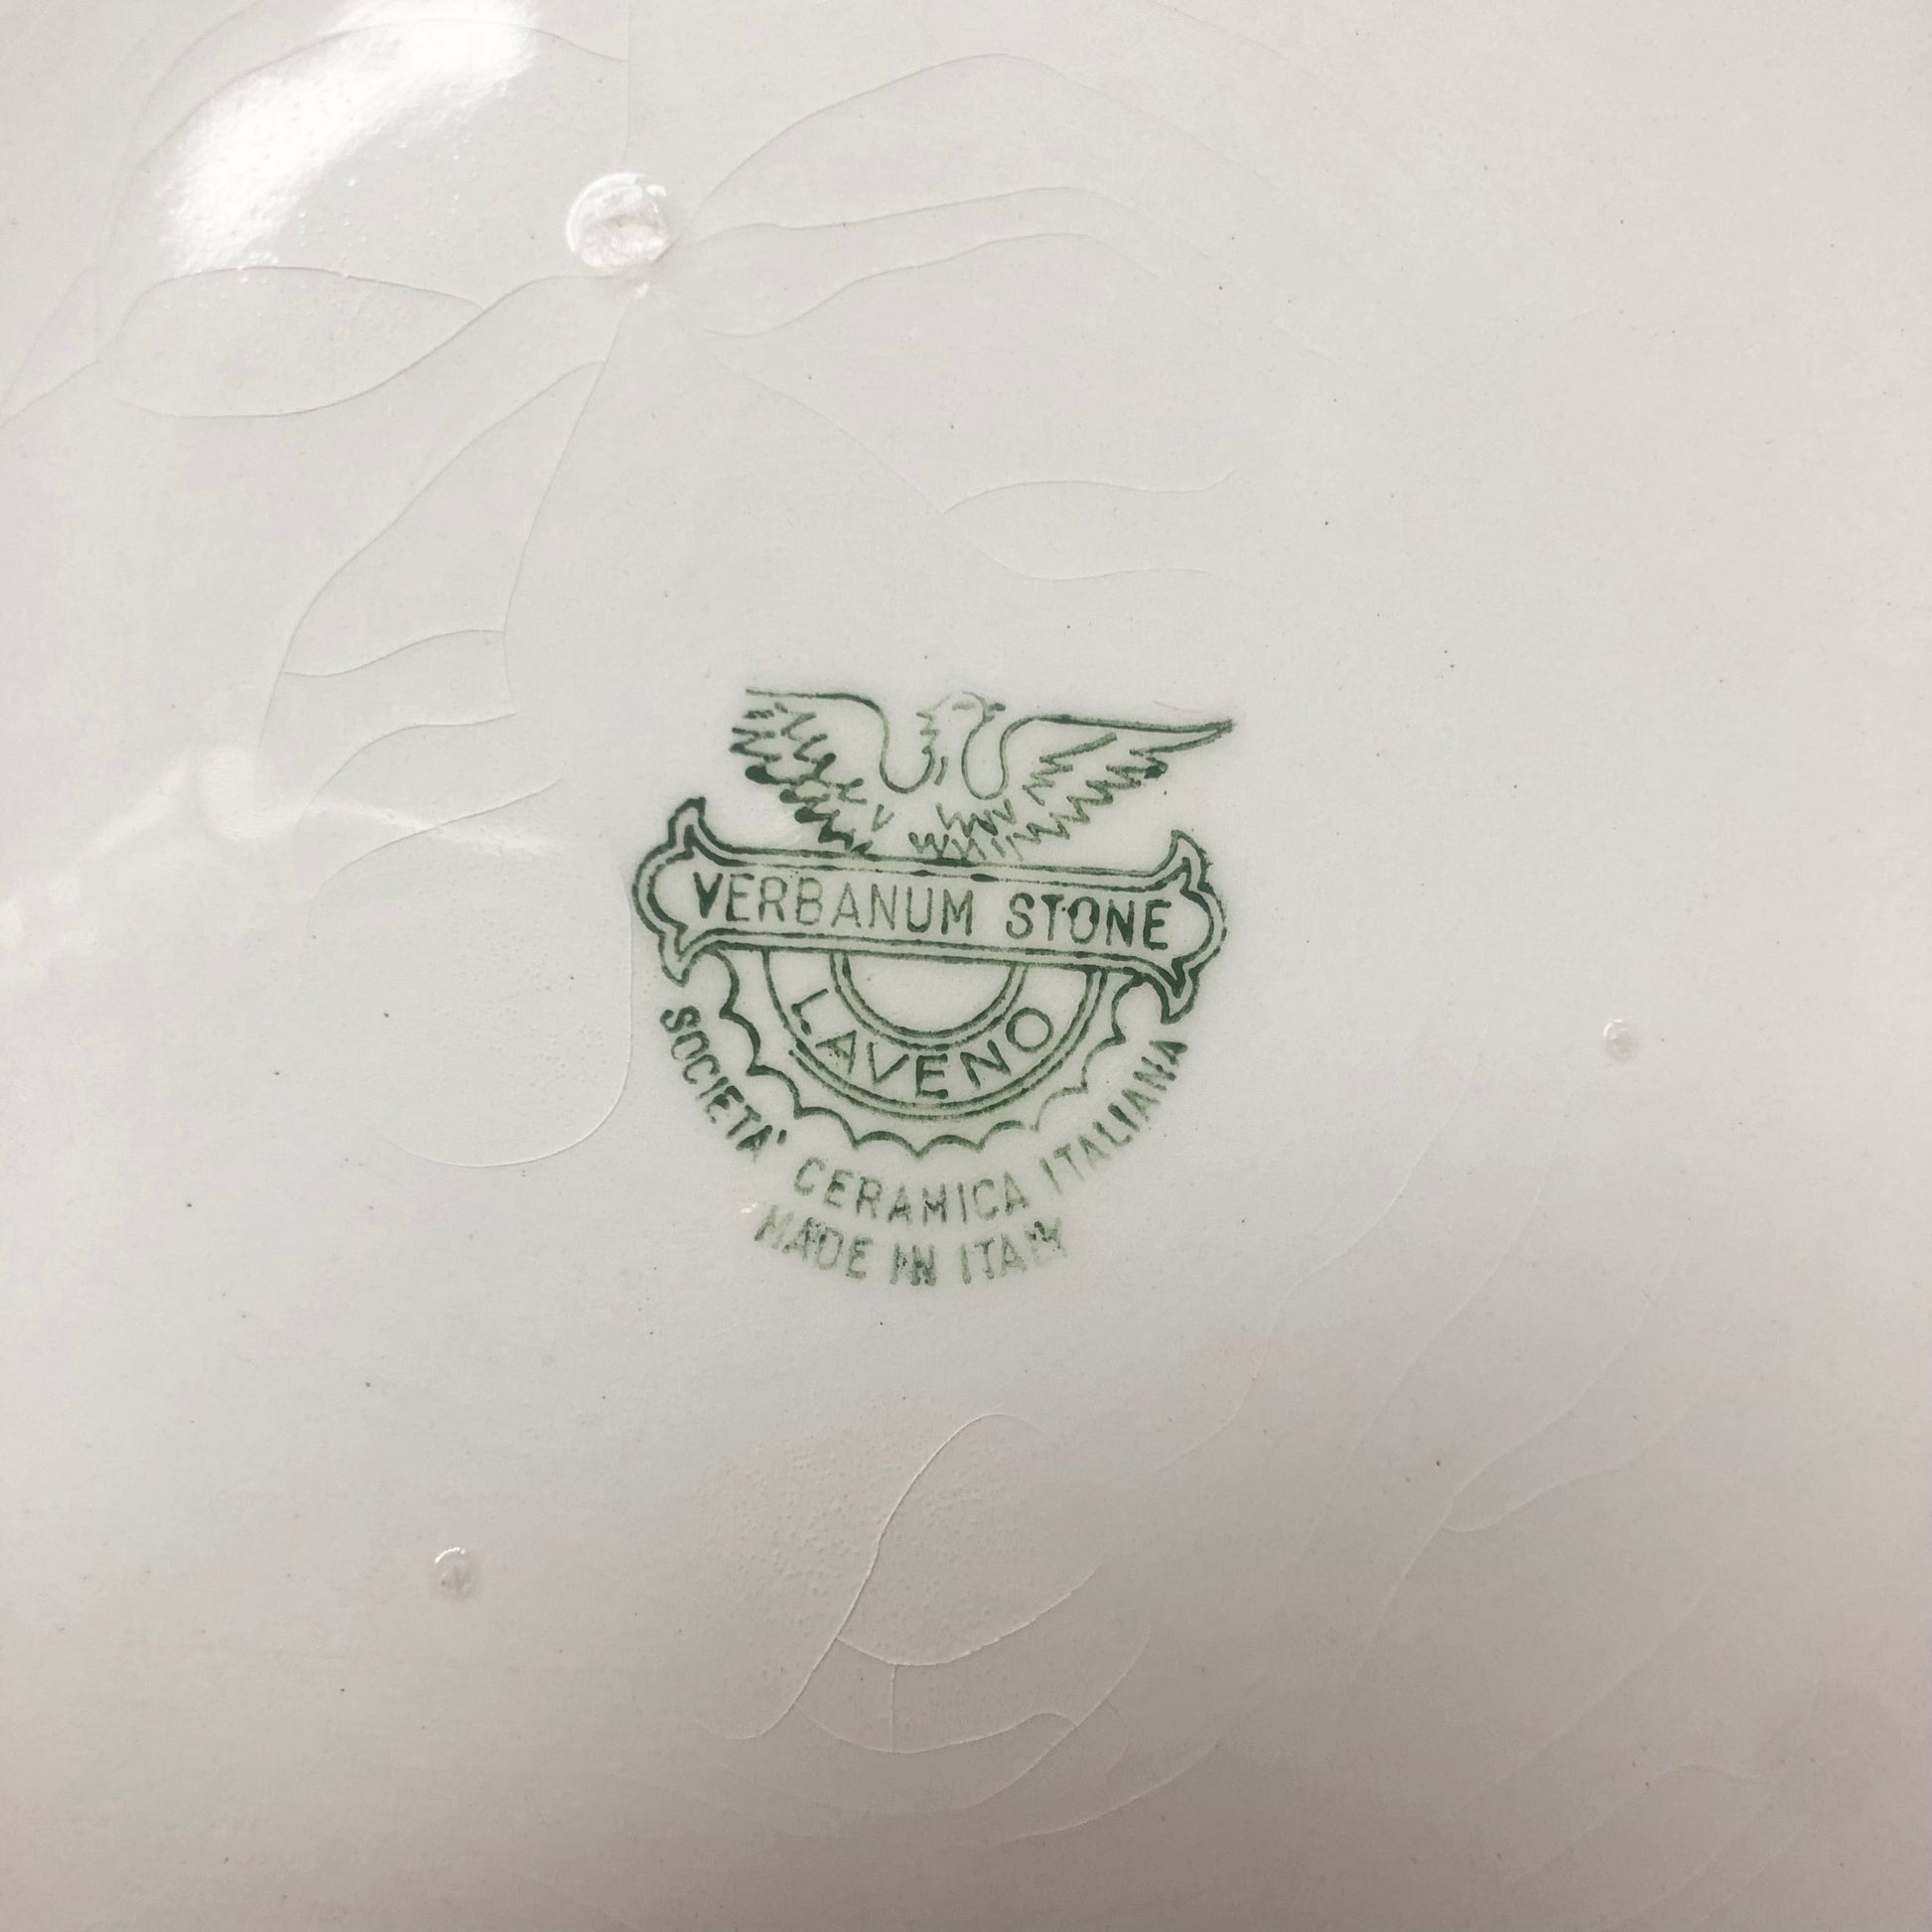 VERBANUM STONE
LAVENO
SOCIETA' CERAMICA ITALIANA
MADE IN ITALY